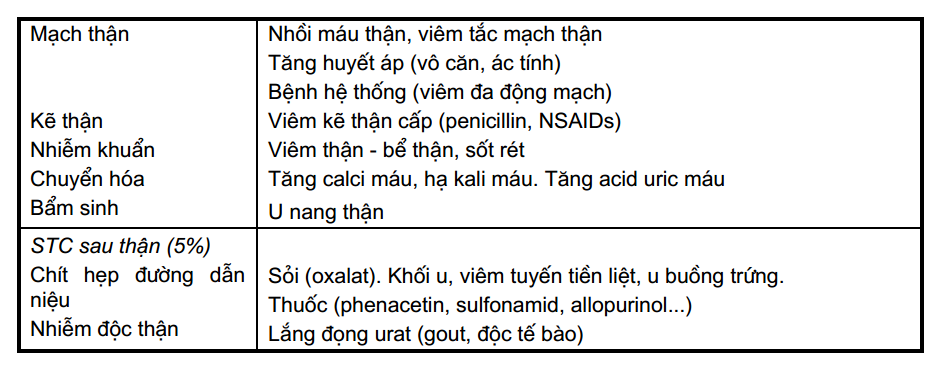 Mạch thận Nhồi máu thận, viêm tắc mạch thận
Tăng huyết áp (vô căn, ác tính)
Bệnh hệ thống (viêm đa động mạch)
Kẽ thận Viêm kẽ thận cấp (penicillin, NSAIDs)
Nhiễm khuẩn Viêm thận - bể thận, sốt rét
Chuyển hóa Tăng calci máu, hạ kali máu. Tăng acid uric máu
Bẩm sinh U nang thận
STC sau thận (5%)
Chít hẹp đường dẫn Sỏi (oxalat). Khối u, viêm tuyến tiền liệt, u buồng trứng.
niệu Thuốc (phenacetin, sulfonamid, allopurinol...)
Nhiễm độc thận Lắng đọng urat (gout, độc tế bào)